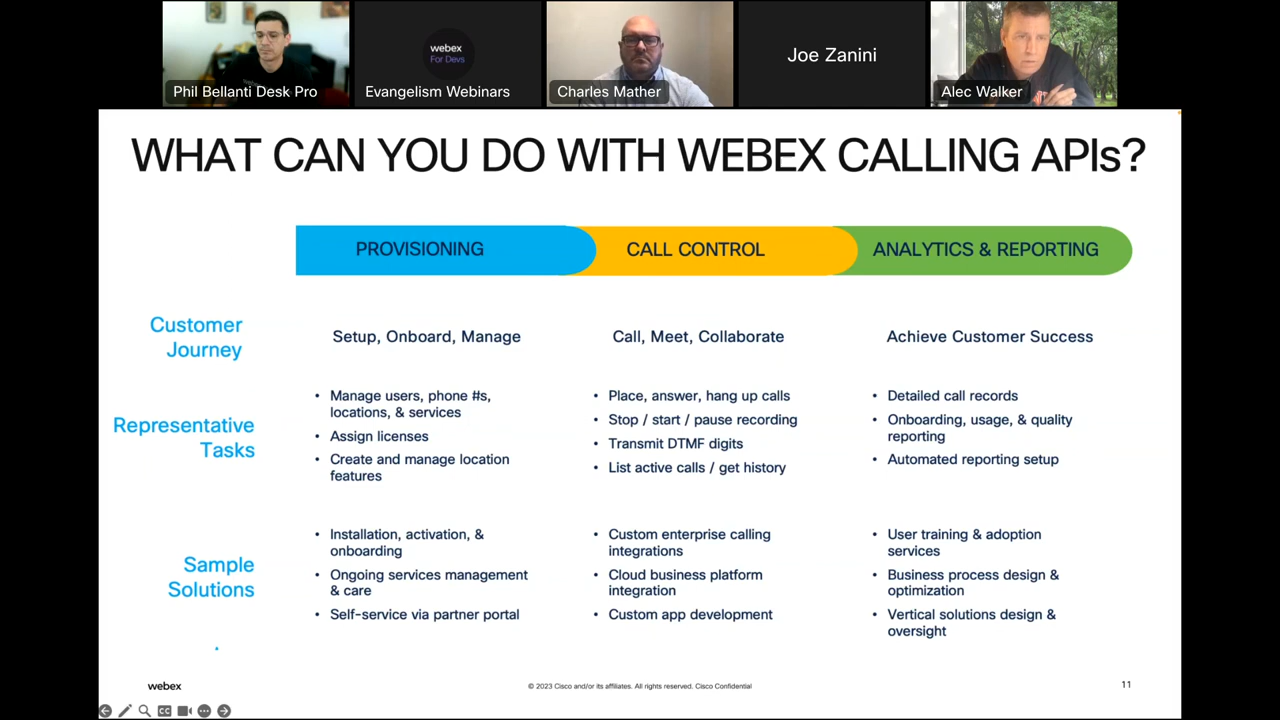 webex
For Devs
Joe Zanini
Phil Bellanti Desk Pro
Evangelism Webinars
Charles Mather
Alec Walker
WHAT CAN YOU DO WITH WEBEX CALLING APIs?
PROVISIONING
CALL CONTROL
ANALYTICS & REPORTING
Customer
Journey
Setup, Onboard, Manage
Call, Meet, Collaborate
Achieve Customer Success
Representative
Tasks
• Manage users, phone #s,
locations, & services
• Assign licenses
• Create and manage location
features
• Place, answer, hang up calls
• Stop / start / pause recording
• Transmit DTMF digits
• List active calls / get history
• Detailed call records
• Onboarding, usage, & quality
reporting
• Automated reporting setup
Sample
Solutions
• Installation, activation, &
onboarding
• Ongoing services management
& care
• Self-service via partner portal
• Custom enterprise calling
integrations
• Cloud business platform
integration
• Custom app development
• User training & adoption
services
• Business process design &
optimization
• Vertical solutions design &
oversight
webex
© 2023 Cisco and/or its affiliates. All rights reserved. Cisco Confidential
11
CC